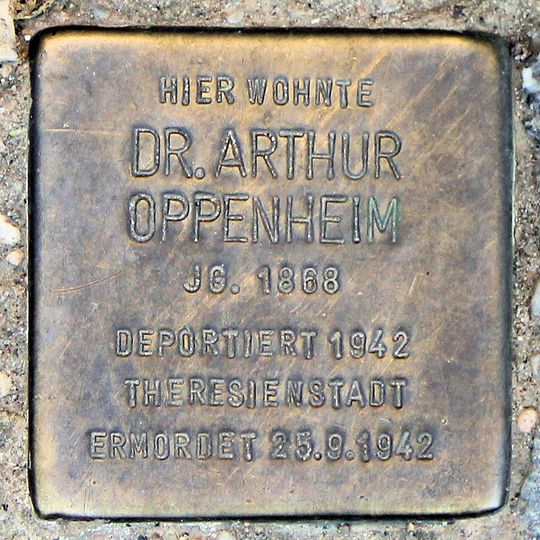 HIER WOHNTE
DR. ARTHUR
OPPENHEIM
JG. 1868
DEPORTIERT 1942
THERESIENSTADT
ERMORDET 25.9.1942